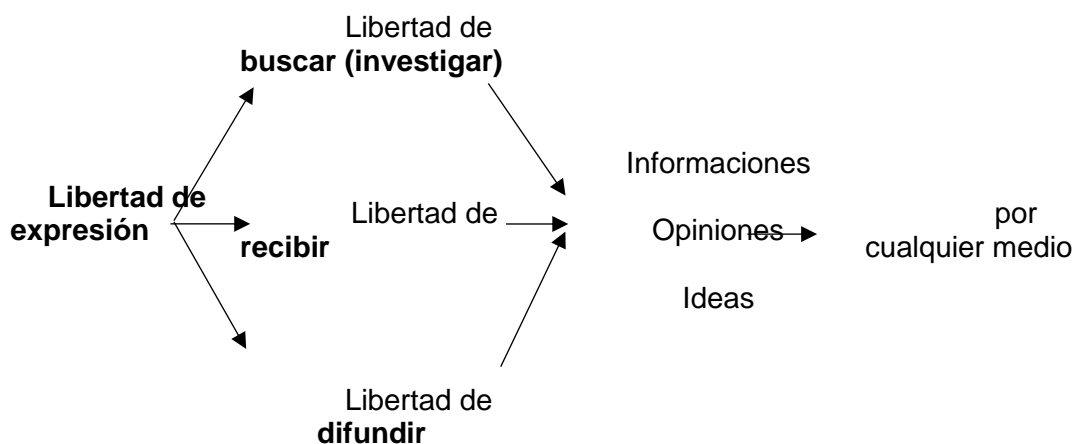 Libertad de
buscar (investigar)
Informaciones
Libertad de
expresión
Libertad de
recibir
Opiniones
por
cualquier medio
Ideas
Libertad de
difundir